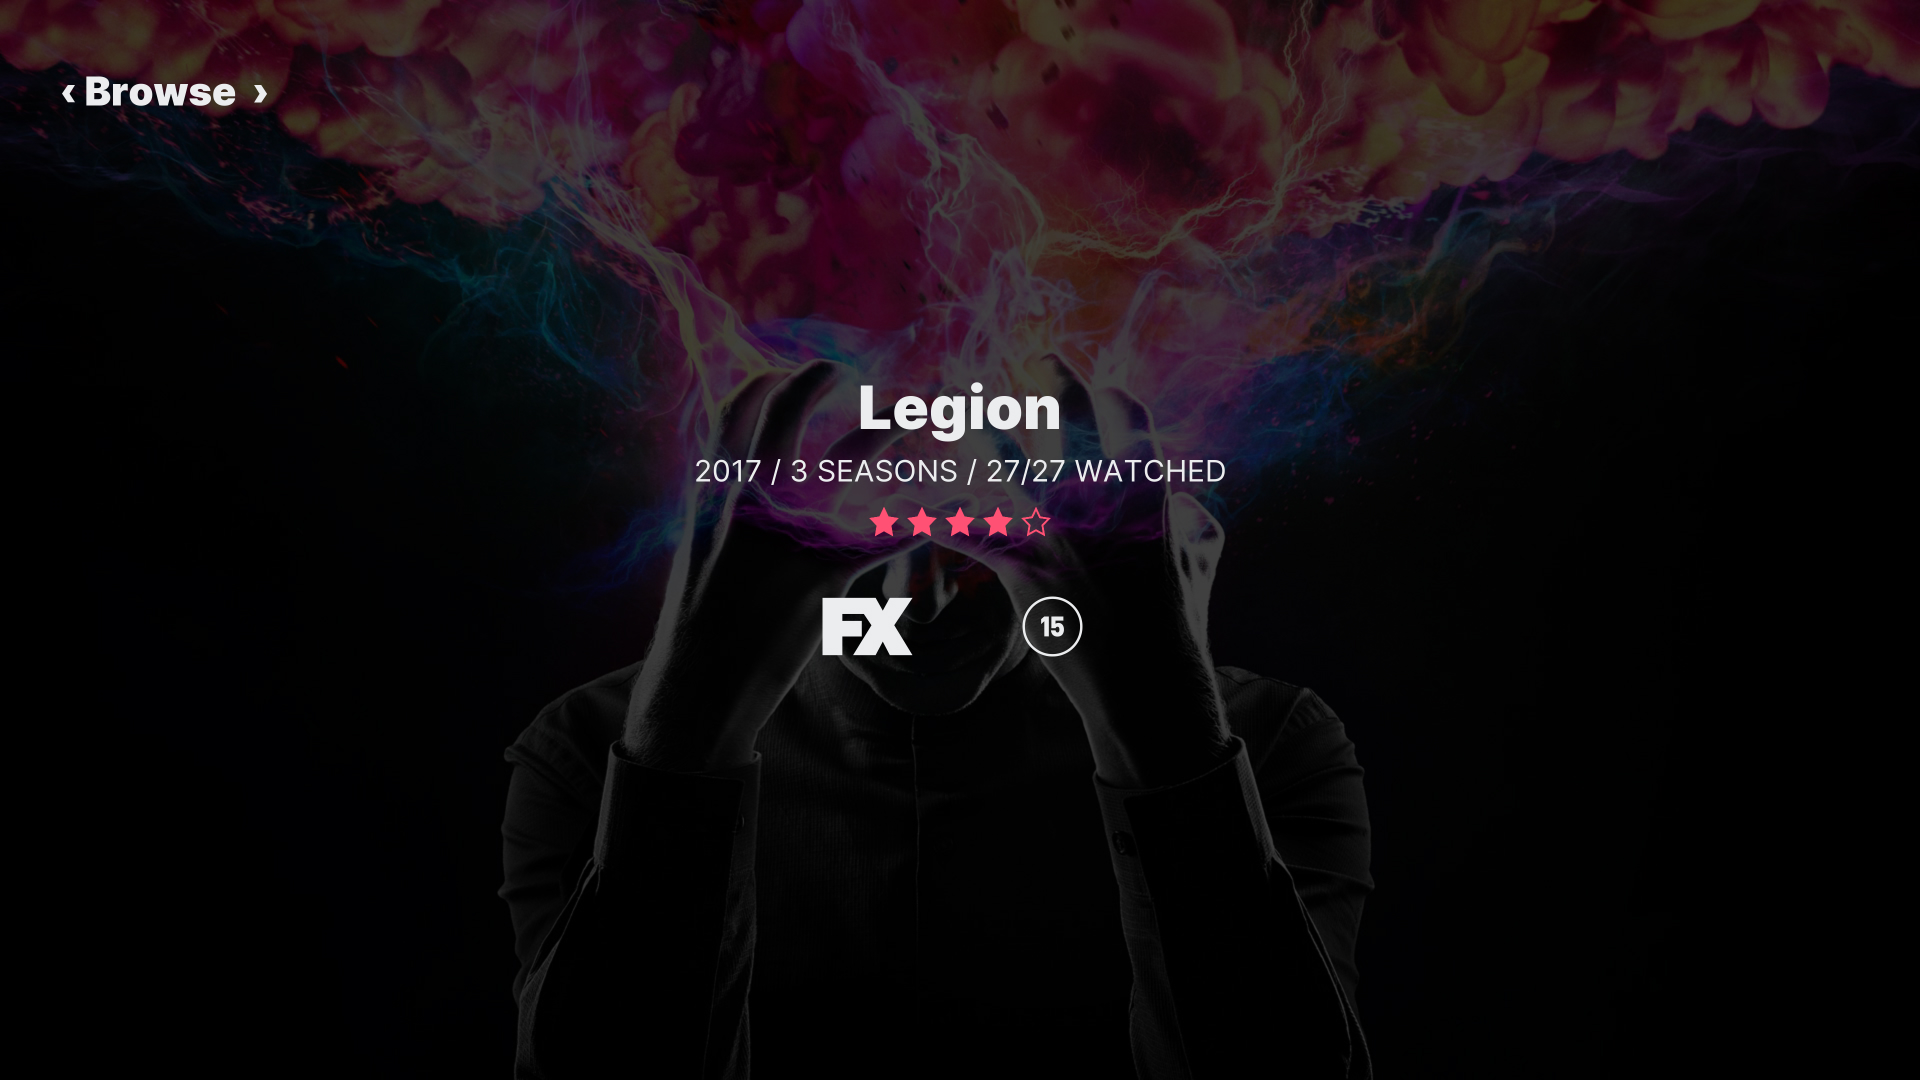 ‹ Browse ›
Legion
2017 / 3 SEASONS / 27/27 WATCHED
FX
15